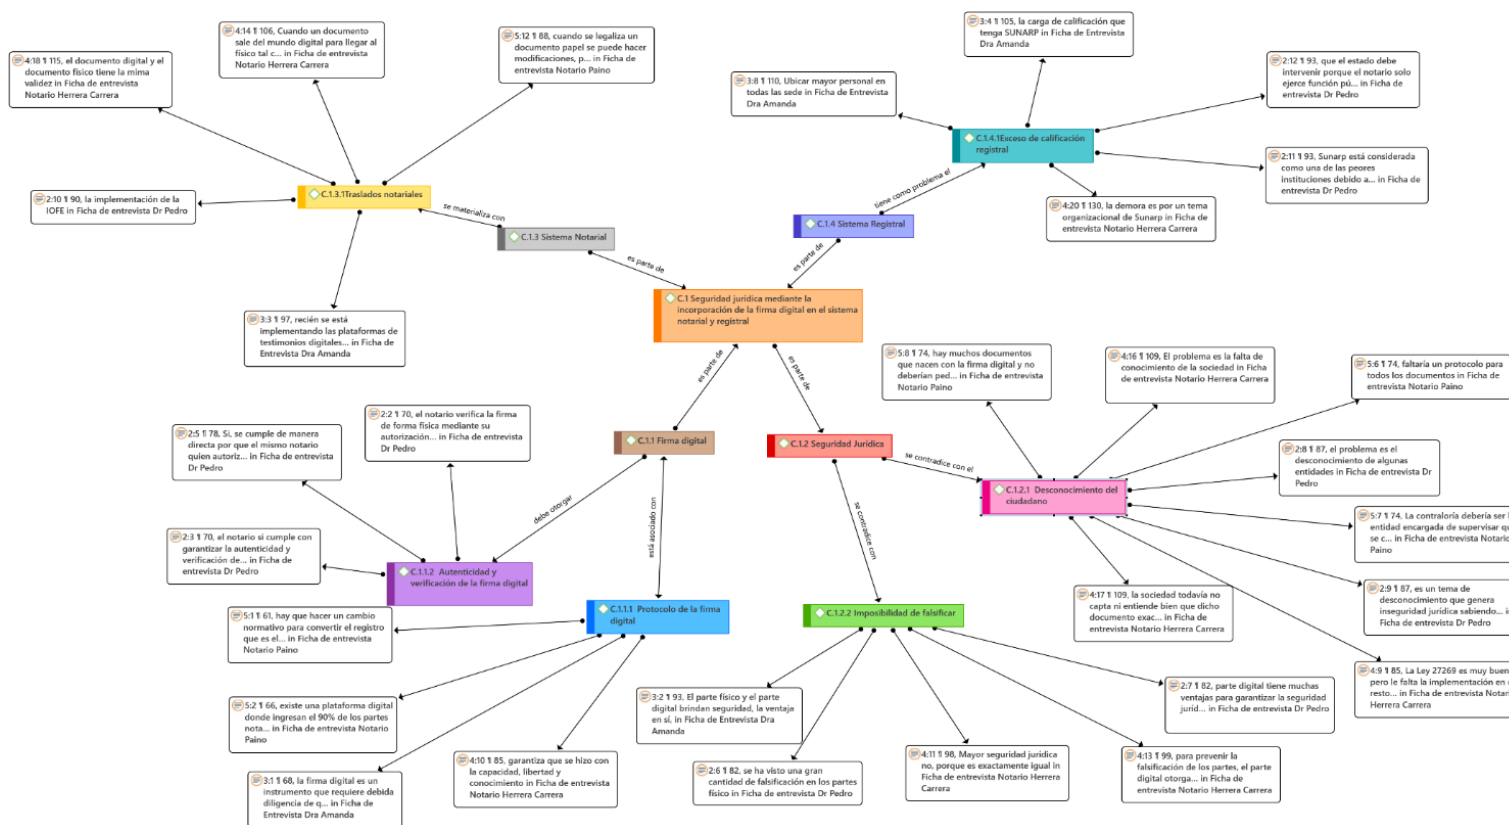 4:14 ¶ 106, Cuando un documento
sale del mundo digital para llegar al
físico tal c... in Ficha de entrevista
Notario Herrera Carrera
5:12 ¶ 88, cuando se legaliza un
documento papel se puede hacer
modificaciones, p... in Ficha de
entrevista Notario Paino
4:18 ¶ 115, el documento digital y el
documento físico tiene la mima
validez in Ficha de entrevista
Notario Herrera Carrera
2:10 ¶ 90, la implementación de la
IOFE in Ficha de entrevista Dr Pedro
C.1.3.1Traslados notariales
se materializa con
C.1.3 Sistema Notarial
es parte de
3:3 ¶ 97, recién se está
implementando las plataformas de
testimonios digitales... in Ficha de
Entrevista Dra Amanda
3:4 ¶ 105, la carga de calificación que
tenga SUNARP in Ficha de Entrevista
Dra Amanda
3:8 ¶ 110, Ubicar mayor personal en
todas las sede in Ficha de Entrevista
Dra Amanda
2:12 ¶ 93, que el estado debe
intervenir porque el notario solo
ejerce función pú... in Ficha de
entrevista Dr Pedro
C.1.4.1Exceso de calificación
registral
2:11 ¶ 93, Sunarp está considerada
como una de las peores
instituciones debido a... in Ficha de
entrevista Dr Pedro
4:20 ¶ 130, la demora es por un tema
organizacional de Sunarp in Ficha de
entrevista Notario Herrera Carrera
tiene como problema el
C.1.4 Sistema Registral
es parte de
C.1 Seguridad juridica mediante la
incorporación de la firma digital en el sistema
notarial y registral
es parte de
es parte de
C.1.1 Firma digital
C.1.2 Seguridad Jurídica
2:2 ¶ 70, el notario verifica la firma
de forma física mediante su
autorización... in Ficha de entrevista
Dr Pedro
2:5 ¶ 78, Si, se cumple de manera
directa por que el mismo notario
quien autoriz... in Ficha de entrevista
Dr Pedro
2:3 ¶ 70, el notario si cumple con
garantizar la autenticidad y
verificación de... in Ficha de
entrevista Dr Pedro
debe otorgar
está asociado con
C.1.1.2 Autenticidad y
verificación de la firma digital
C.1.1.1 Protocolo de la firma
digital
5:1 ¶ 61, hay que hacer un cambio
normativo para convertir el registro
que es el... in Ficha de entrevista
Notario Paino
5:2 ¶ 66, existe una plataforma digital
donde ingresan el 90% de los partes
nota... in Ficha de entrevista Notario
Paino
3:1 ¶ 68, la firma digital es un
instrumento que requiere debida
diligencia de q... in Ficha de
Entrevista Dra Amanda
4:10 ¶ 85, garantiza que se hizo con
la capacidad, libertad y
conocimiento in Ficha de entrevista
Notario Herrera Carrera
se contradice con el
se contradice con
5:8 ¶ 74, hay muchos documentos
que nacen con la firma digital y no
deberían ped... in Ficha de entrevista
Notario Paino
4:16 ¶ 109, El problema es la falta de
conocimiento de la sociedad in Ficha
de entrevista Notario Herrera Carrera
5:6 ¶ 74, faltaría un protocolo para
todos los documentos in Ficha de
entrevista Notario Paino
2:8 ¶ 87, el problema es el
desconocimiento de algunas
entidades in Ficha de entrevista Dr
Pedro
C.1.2.1 Desconocimiento del
ciudadano
5:7 ¶ 74. La contraloría debería ser l
entidad encargada de supervisar qu
se c... in Ficha de entrevista Notario
Paino
2:9 ¶ 87, es un tema de
desconocimiento que genera
inseguridad jurídica sabiendo... in
Ficha de entrevista Dr Pedro
4:17 ¶ 109, la sociedad todavía no
capta ni entiende bien que dicho
documento exac... in Ficha de
entrevista Notario Herrera Carrera
4:9 ¶ 85, La Ley 27269 es muy buen
pero le falta la implementación en
resto... in Ficha de entrevista Notario
Herrera Carrera
C.1.2.2 Imposibilidad de falsificar
3:2 ¶ 93, El parte físico y el parte
digital brindan seguridad, la ventaja
en sí, in Ficha de Entrevista Dra
Amanda
2:6 ¶ 82, se ha visto una gran
cantidad de falsificación en los partes
físico in Ficha de entrevista Dr Pedro
4:11 ¶ 98, Mayor seguridad juridica
no, porque es exactamente igual in
Ficha de entrevista Notario Herrera
Carrera
2:7 ¶ 82, parte digital tiene muchas
ventajas para garantizar la seguridad
juríd... in Ficha de entrevista Dr Pedro
4:13 ¶ 99, para prevenir la
falsificación de los partes, el parte
digital otorga... in Ficha de
entrevista Notario Herrera Carrera